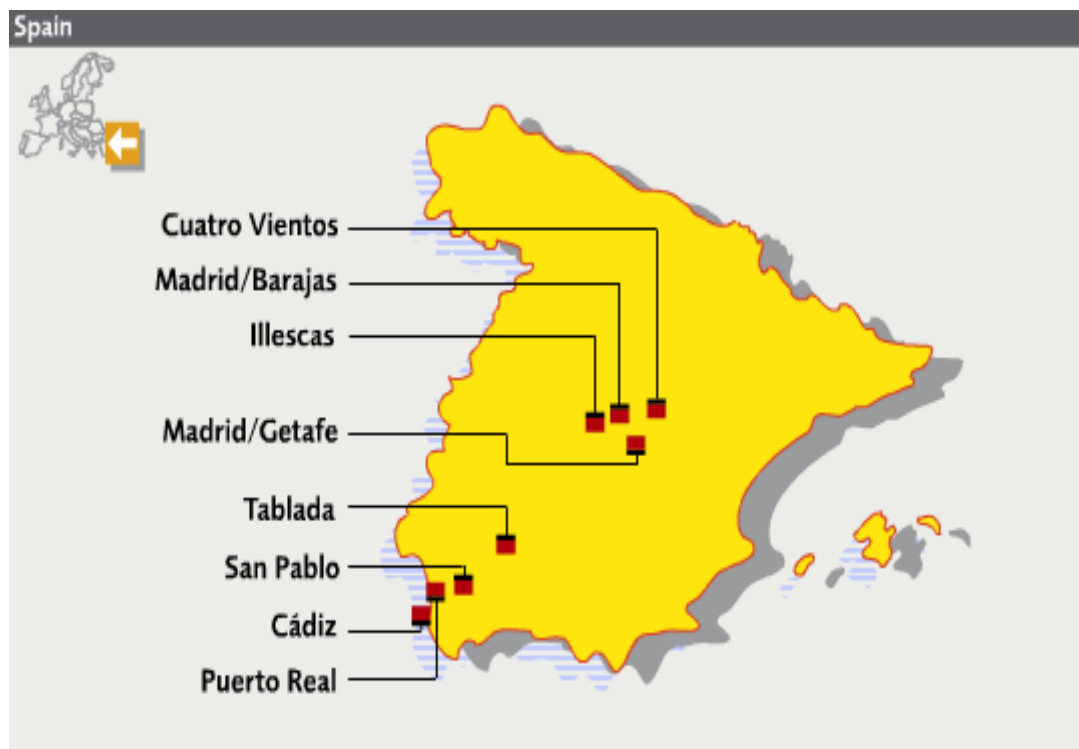 Spain
Cuatro Vientos
Madrid/Barajas
Illescas
Madrid/Getafe
Tablada
San Pablo
Cádiz
Puerto Real